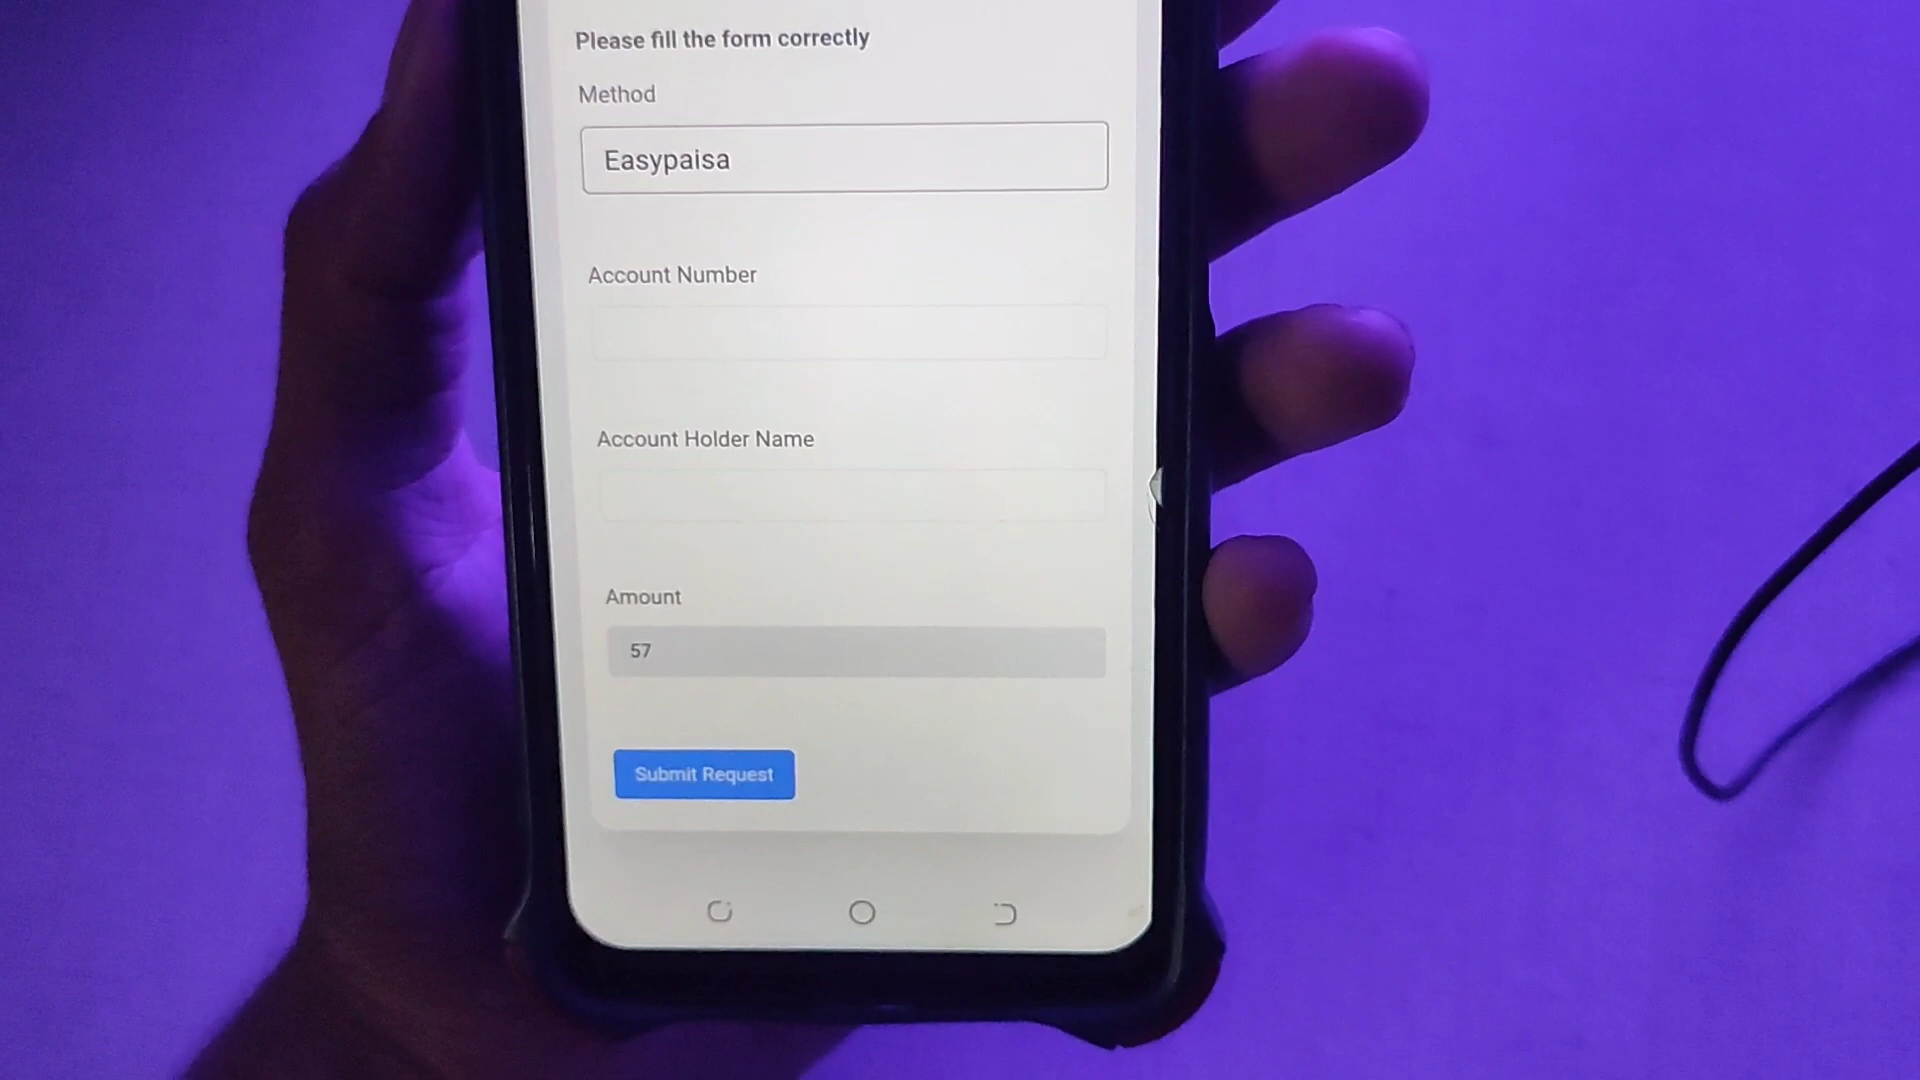 Please fill the form correctly
Method
Easypaisa
Account Number
Account Holder Name
Amount
57
Submit Request